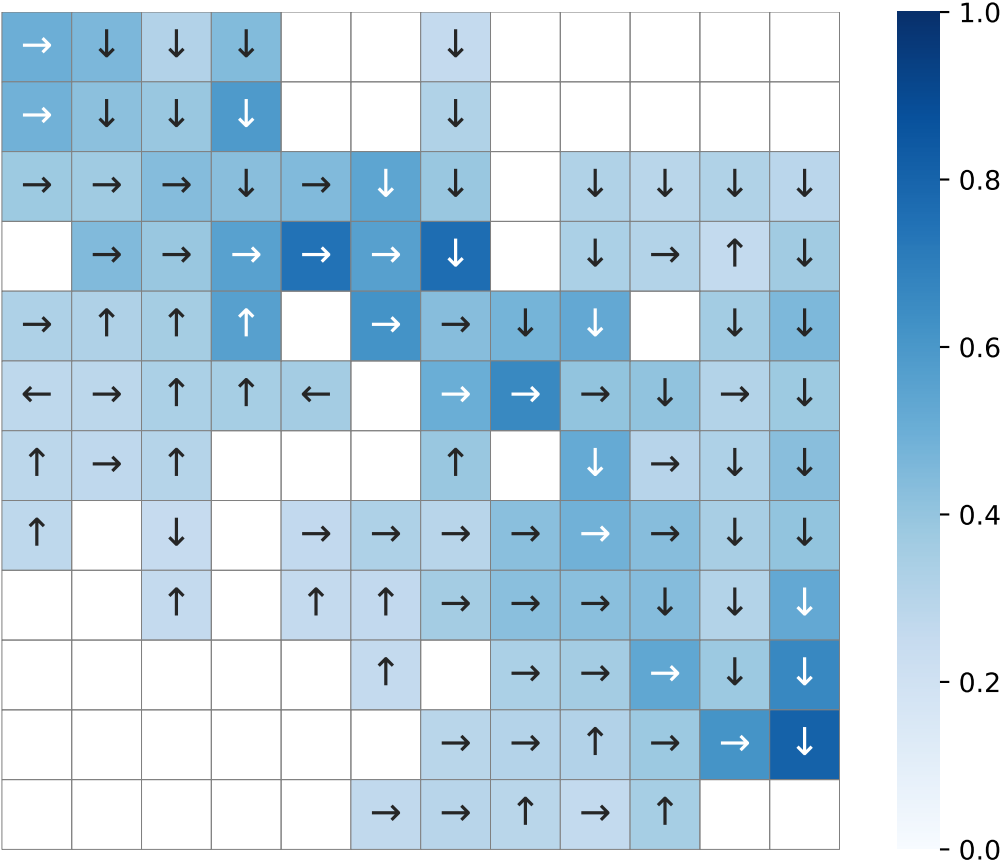 → ↓ ↓ ↓ ↓ 1.0
→ ↓ ↓ ↓ ↓
→ → → ↓ → ↓ ↓ ↓ ↓ ↓ ↓ 0.8
→ → → → → ↓ ↓ → ↑ ↓
→ ↑ ↑ ↑ → → ↓ ↓ ↓ ↓ 0.6
← → ↑ ↑ ← → → → ↓ → ↓
↑ → ↑ ↑ ↓ → ↓ ↓
↑ ↓ → → → → → → ↓ ↓ 0.4
↑ ↑ ↑ → → → ↓ ↓ ↓
↑ → → → ↓ ↓ 0.2
→ → ↑ → → ↓
→ → ↑ → ↑ 0.0